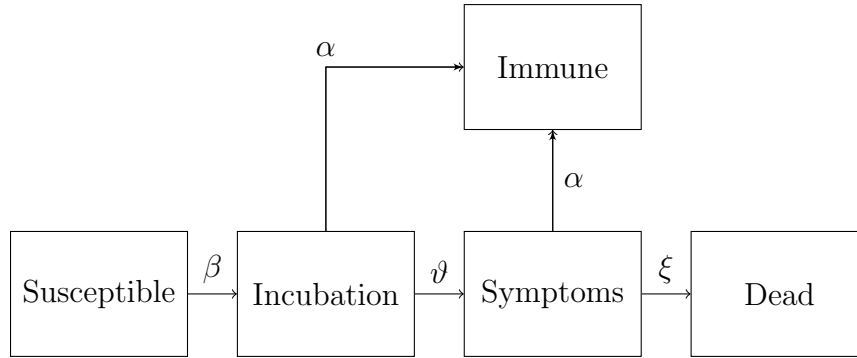 α
Immune
α
Susceptible
β
Incubation
ϑ
Symptoms
ξ
Dead